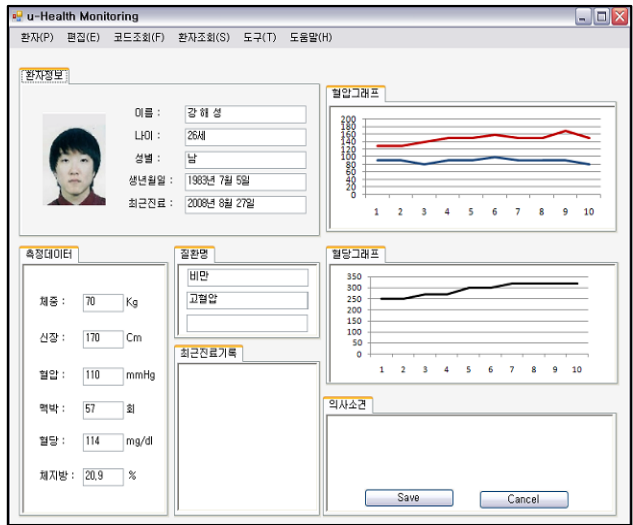 u-Health Monitoring
환자(P) 편집(E) 코드조회(F) 환자조회(S) 도구(T) 도움말(H)
환자정보
이름 : 강 해 성
나이 : 26세
성별 : 남
생년월일 : 1983년 7월 5일
최근진료 : 2008년 8월 27일
혈압그래프
200
180
160
140
120
100
80
60
40
20
0
1 2 3 4 5 6 7 8 9 10
측정데이터
체중 : 70 Kg
신장 : 170 Cm
혈압 : 110 mmHg
맥박 : 57 회
혈당 : 114 mg/dl
체지방 : 20.9 %
질환명
비만
고혈압
최근진료기록
혈당그래프
350
300
250
200
150
100
50
0
1 2 3 4 5 6 7 8 9 10
의사소견
Save Cancel